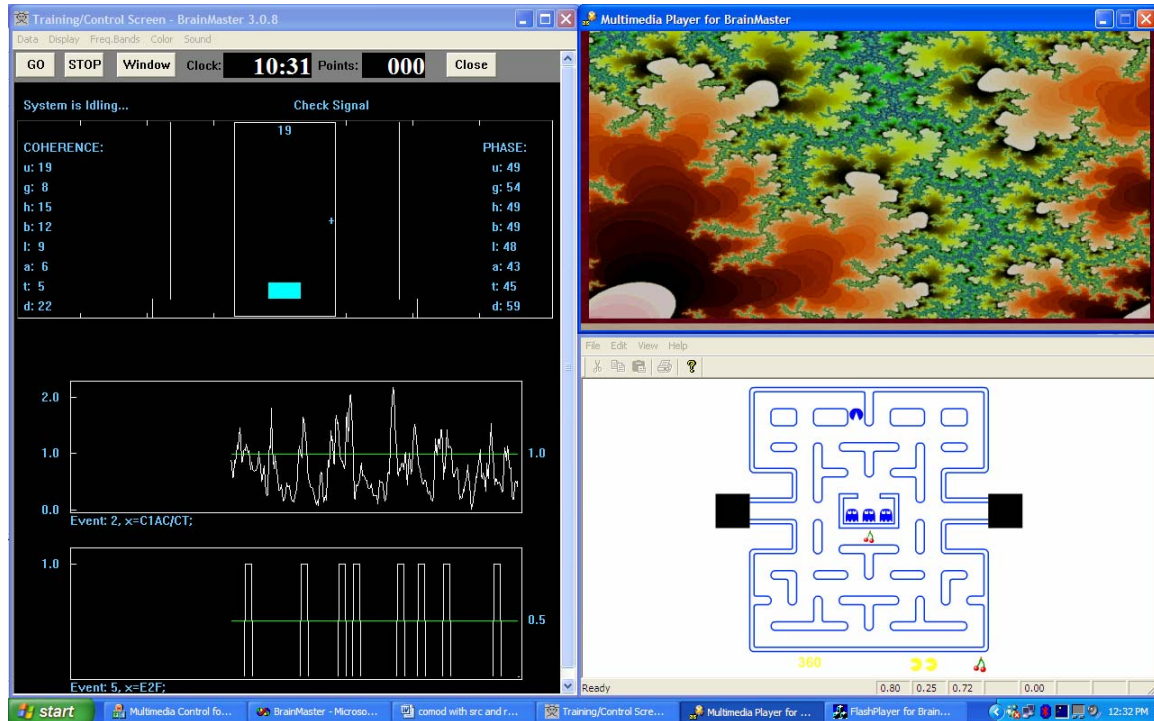 Training/Control Screen - BrainMaster 3.0.8
Data Display Freq.Bands Color Sound
GO STOP Window Clock: 10:31 Points: 000 Close
System is Idling... Check Signal
19
COHERENCE: PHASE:
u: 19 u: 49
g: 8 g: 54
h: 15 h: 49
b: 12 b: 49
l: 9 l: 48
a: 6 a: 43
t: 5 t: 45
d: 22 d: 59
2.0
1.0 1.0
0.0
Event: 2, x=C1AC/CT;
1.0
0.5
Event: 5, x=E2F;
Multimedia Player for BrainMaster
File Edit View Help
360
Ready 0.80 0.25 0.72 0.00
start Multimedia Control fo... BrainMaster - Microso... comod with src and r... Training/Control Scre... Multimedia Player for ... FlashPlayer for Brain... 12:32 PM